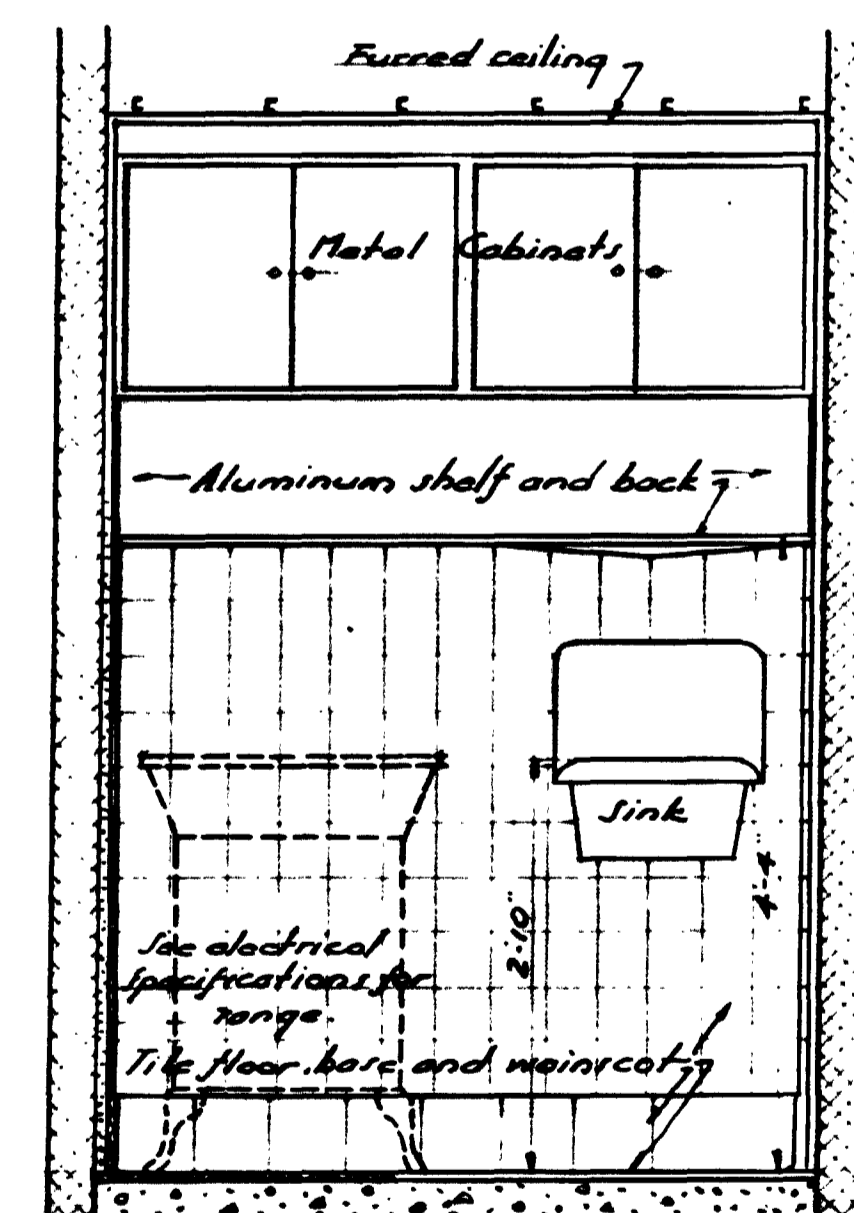 Furred ceiling
Metal Cabinets
Aluminum shelf and back
Sink
4'-4"
2'-10"
See electrical
specifications for
range.
Tile floor, base and wainscot